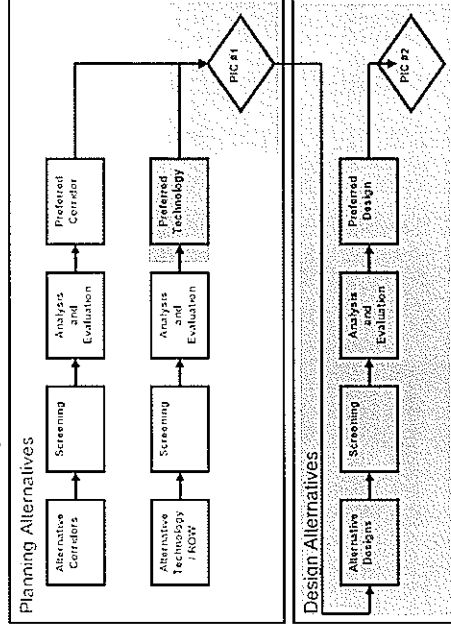 Planning Alternatives
Alternative
Corridors
Screening
Analysis
and
Evaluation
Preferred
Corridor
Alternative
Technology
/ ROW
Screening
Analysis
and
Evaluation
Preferred
Technology
PIC #1
Design Alternatives
Alternative
Designs
Screening
Analysis
and
Evaluation
Preferred
Design
PIC #2